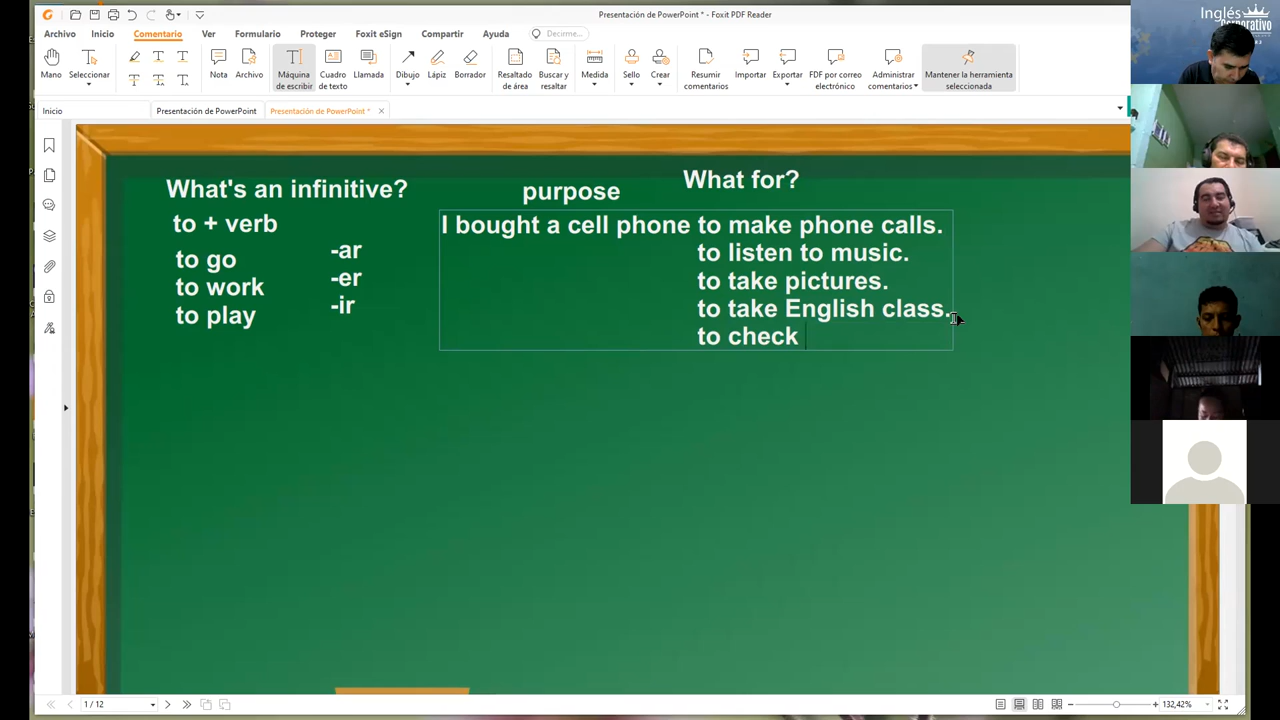 Presentación de PowerPoint * - Foxit PDF Reader
Archivo Inicio Comentario Ver Formulario Proteger Foxit eSign Compartir Ayuda Decirme...
Mano Seleccionar Nota Archivo Máquina de escribir Cuadro de texto Llamada Dibujo Lápiz Borrador Resaltado de área Buscar y resaltar Medida Sello Crear Resumir comentarios Importar Exportar PDF por correo electrónico Administrar comentarios Mantener la herramienta seleccionada
Inicio Presentación de PowerPoint Presentación de PowerPoint *
Inglés
Corporativo
What's an infinitive?
purpose
What for?
to + verb
I bought a cell phone to make phone calls.
to go
-ar
to listen to music.
to work
-er
to take pictures.
to play
-ir
to take English class.
to check
1 / 12
132,42%